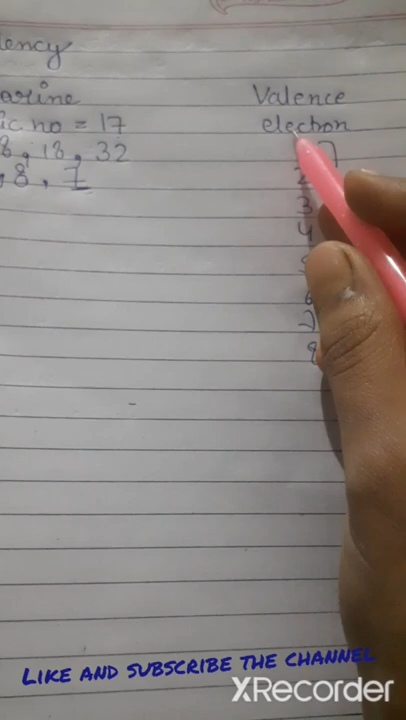 ency
arine
Valence
ic no = 17
electron
8, 18, 32
, 8, 7
2
3
4
6
7
8
LIKE AND SUBSCRIBE THE CHANNEL
XRecorder